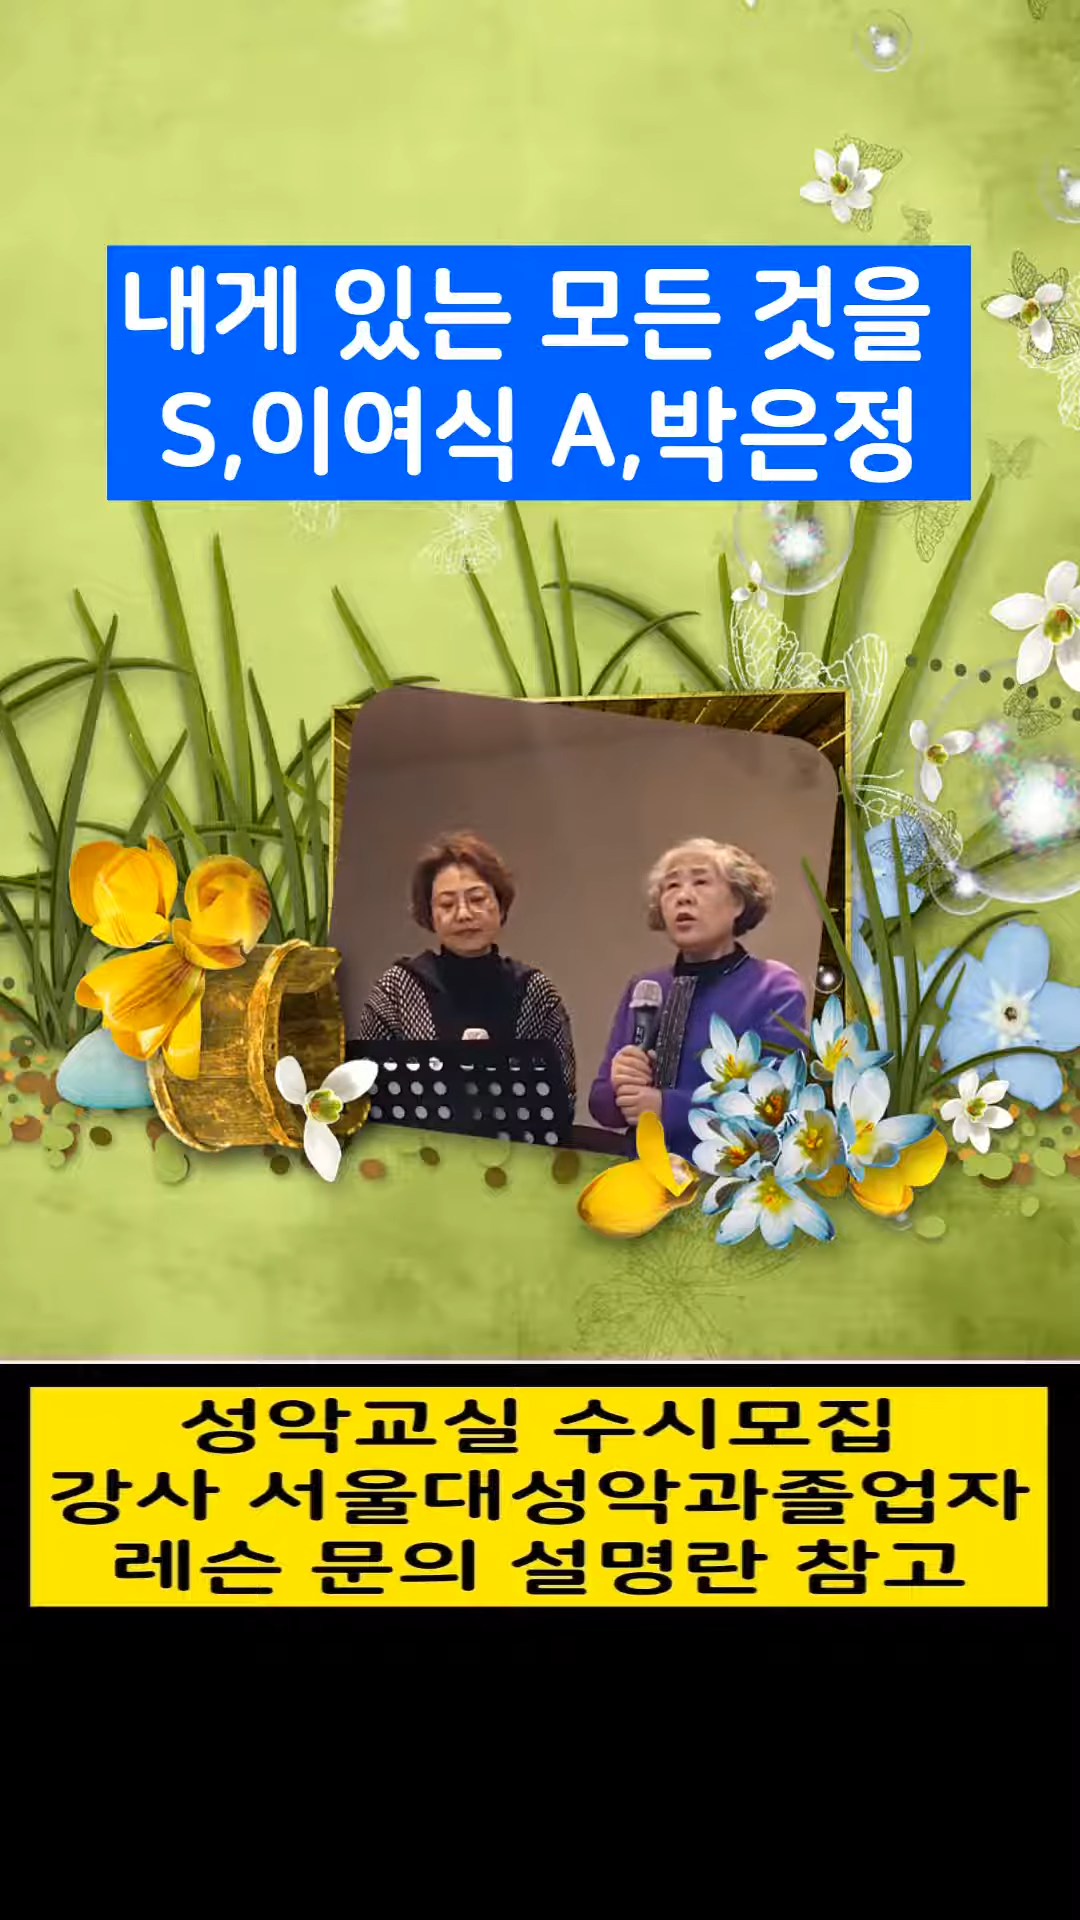 내게 있는 모든 것을
S,이여식 A,박은정
성악교실 수시모집
강사 서울대성악과졸업자
레슨 문의 설명란 참고